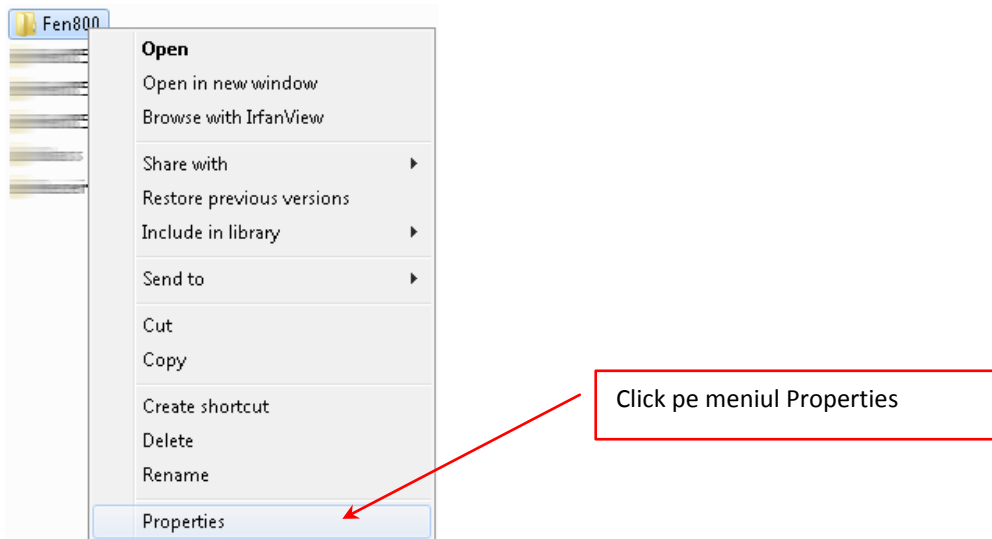 Fen800
Open
Open in new window
Browse with IrfanView
Share with
Restore previous versions
Include in library
Send to
Cut
Copy
Create shortcut
Delete
Rename
Properties
Click pe meniul Properties